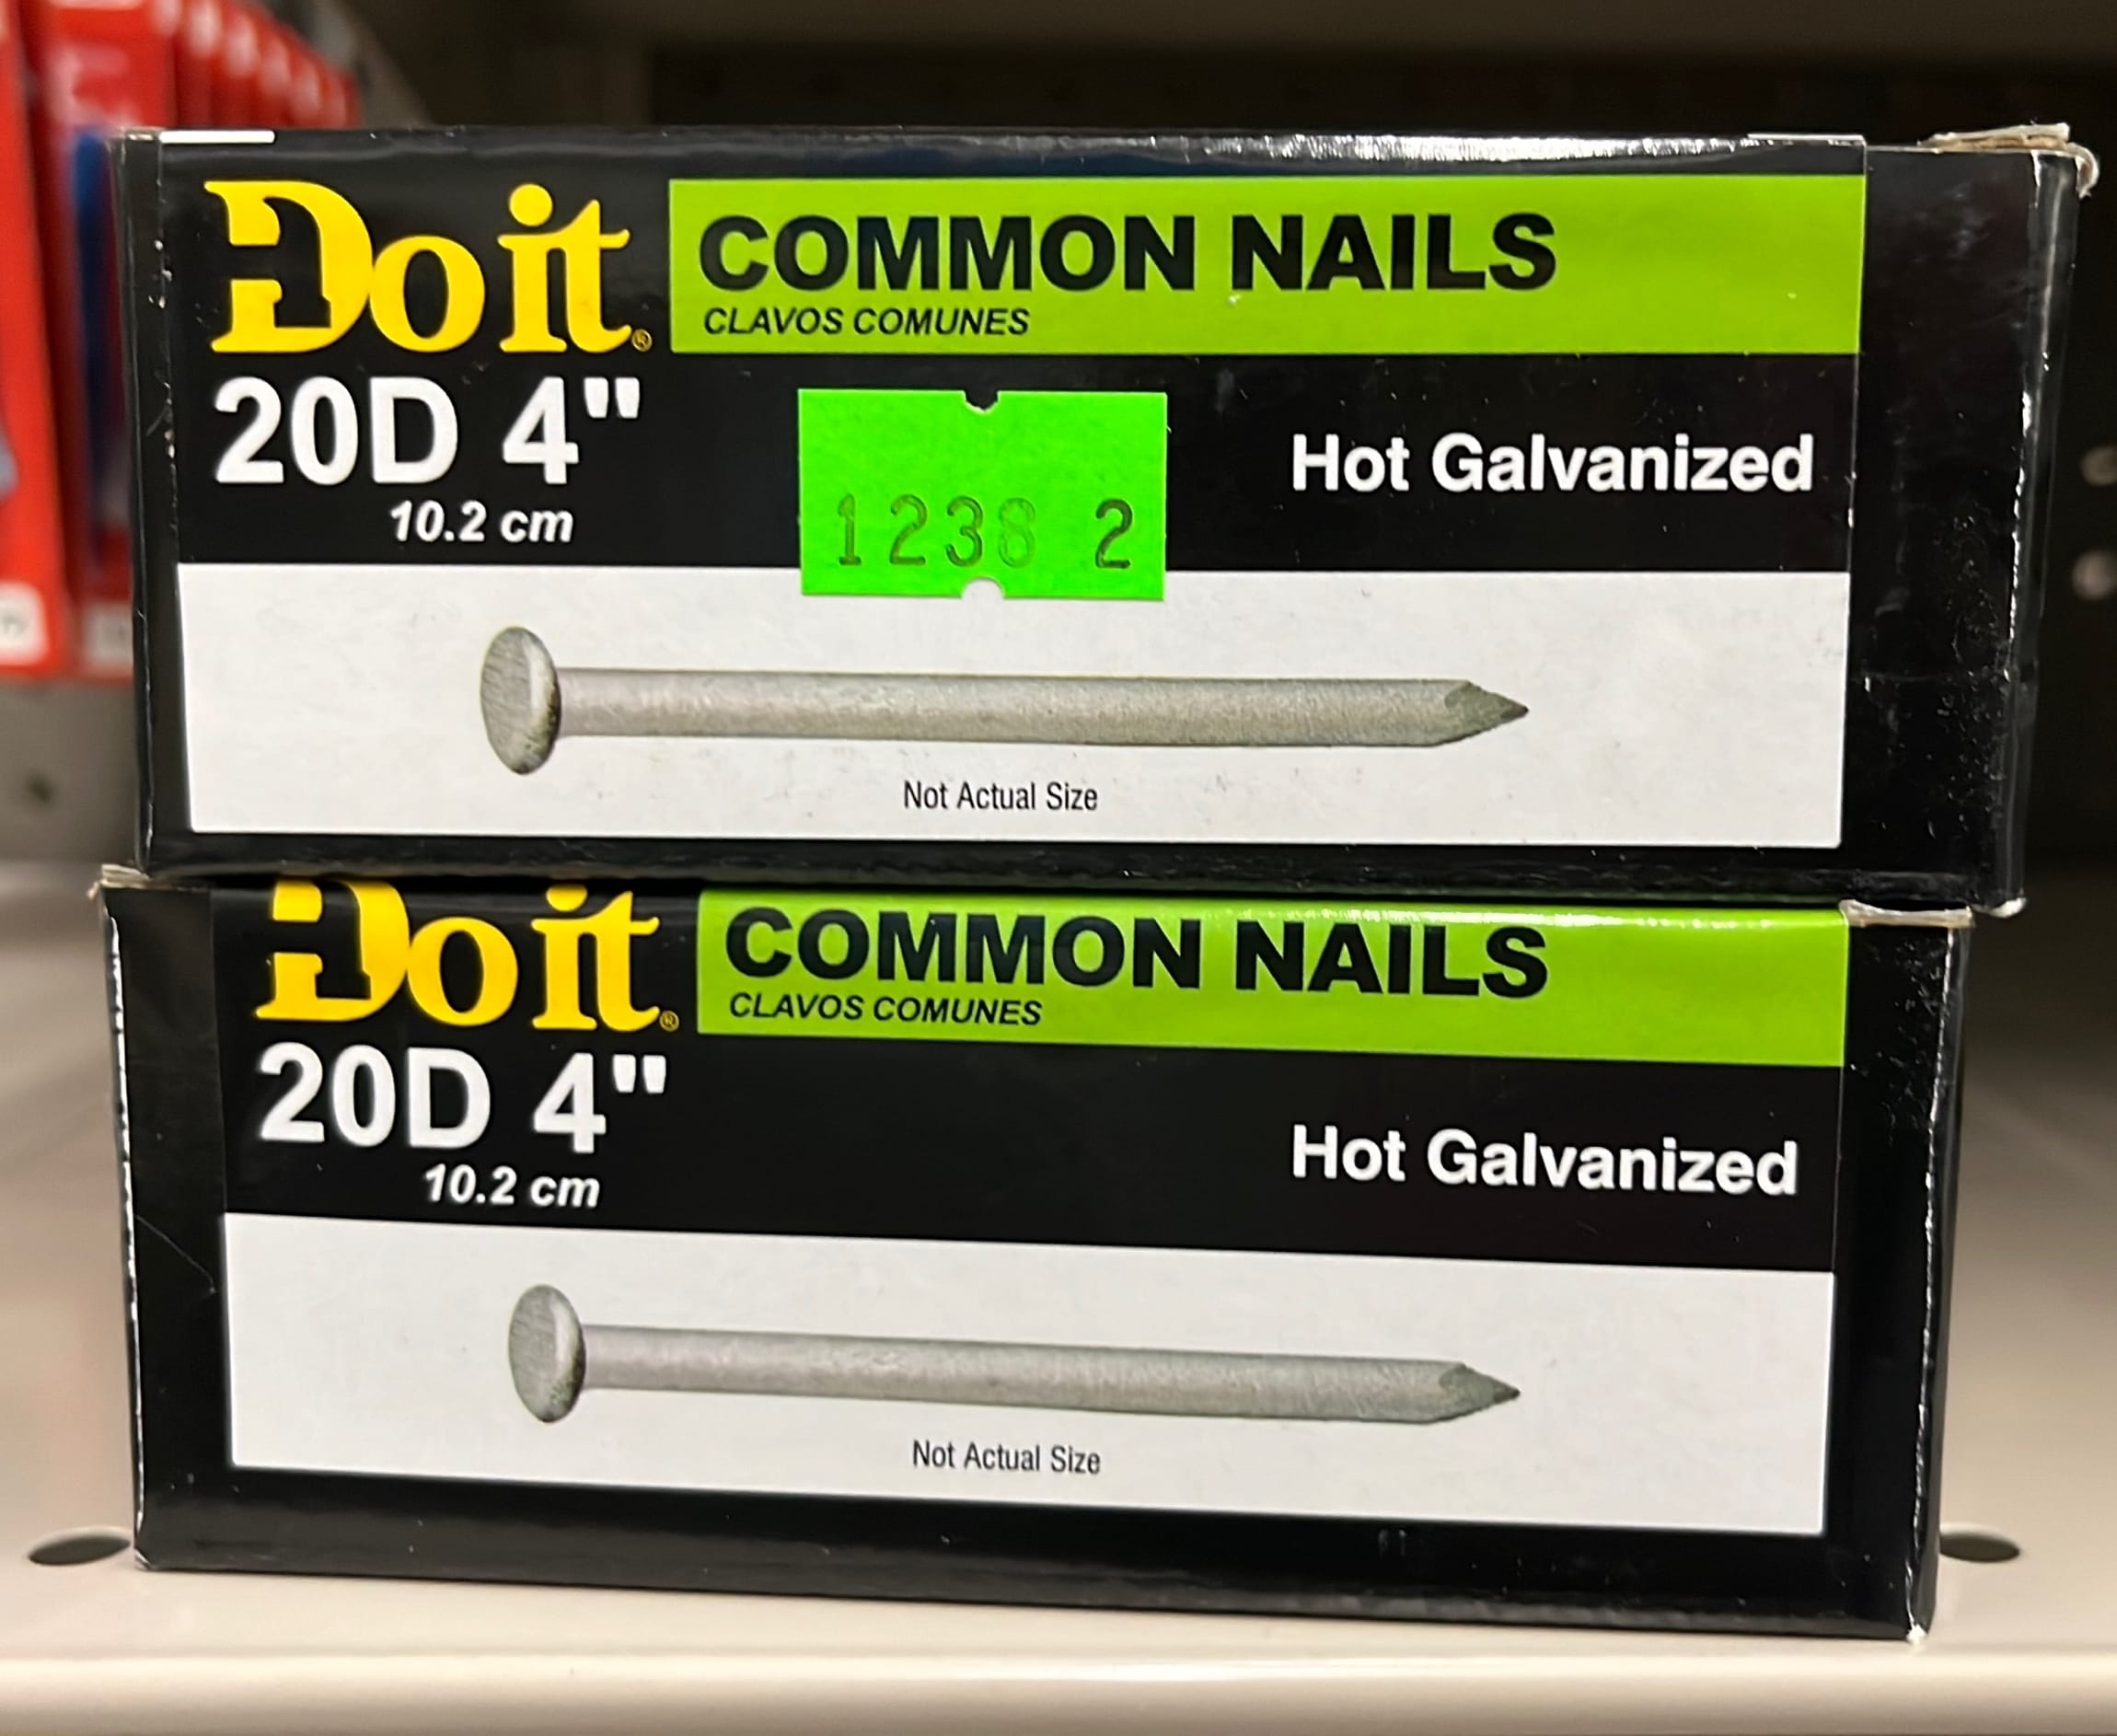 Do it®
COMMON NAILS
CLAVOS COMUNES
20D 4"
10.2 cm
1238 2
Hot Galvanized
Not Actual Size
Do it®
COMMON NAILS
CLAVOS COMUNES
20D 4"
10.2 cm
Hot Galvanized
Not Actual Size